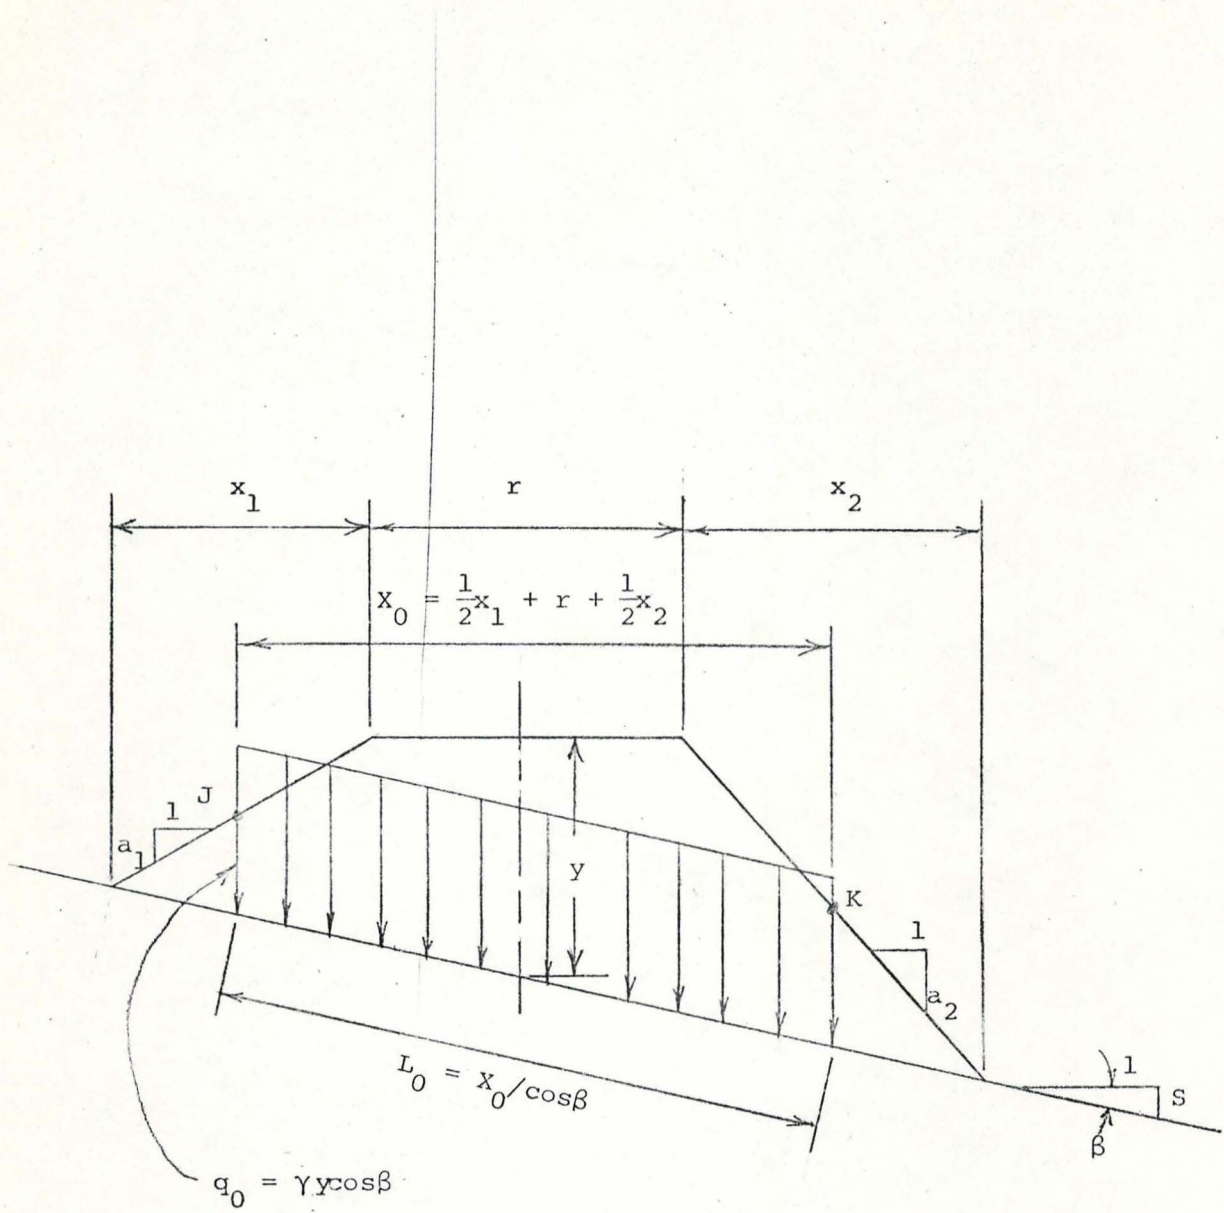 x₁ r x₂
X₀ = ½x₁ + r + ½x₂
J
1
a₁
y
K
1
a₂
L₀ = X₀/cosβ
1
S
β
q₀ = γycosβ